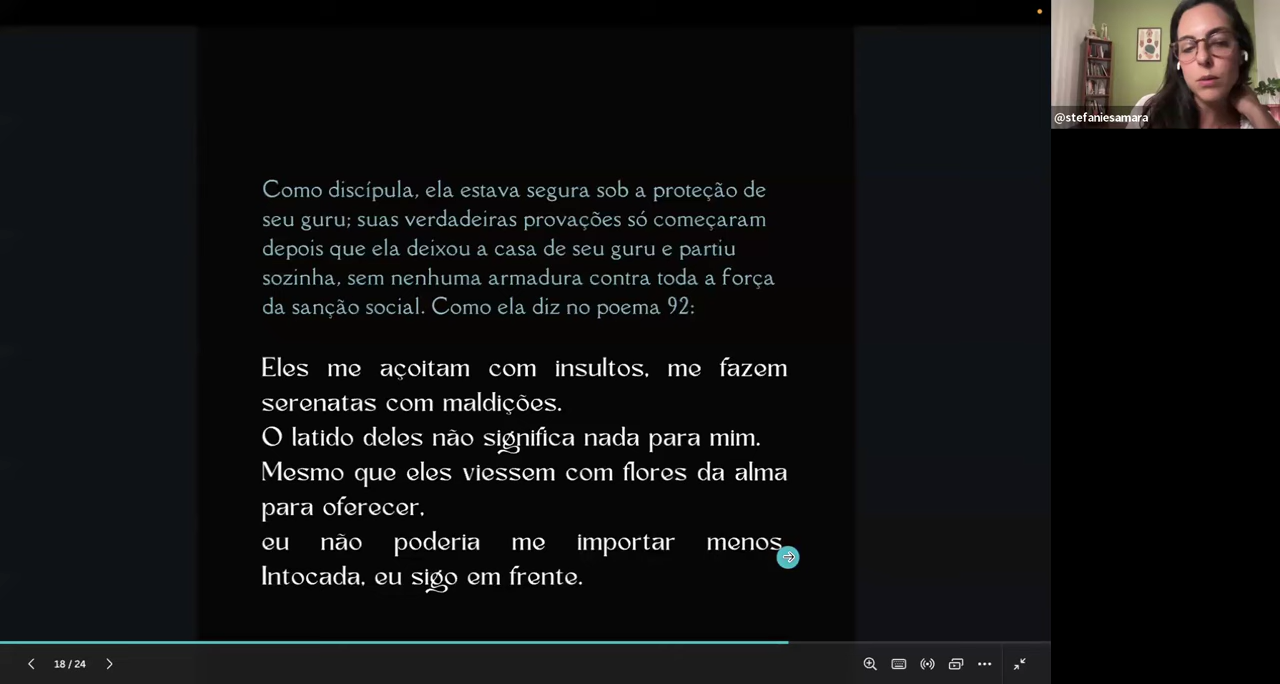 @stefaniesamara
Como discípula, ela estava segura sob a proteção de
seu guru; suas verdadeiras provações só começaram
depois que ela deixou a casa de seu guru e partiu
sozinha, sem nenhuma armadura contra toda a força
da sanção social. Como ela diz no poema 92:
Eles me açoitam com insultos, me fazem
serenatas com maldições.
O latido deles não significa nada para mim.
Mesmo que eles viessem com flores da alma
para oferecer,
eu não poderia me importar menos.
Intocada, eu sigo em frente.
18 / 24